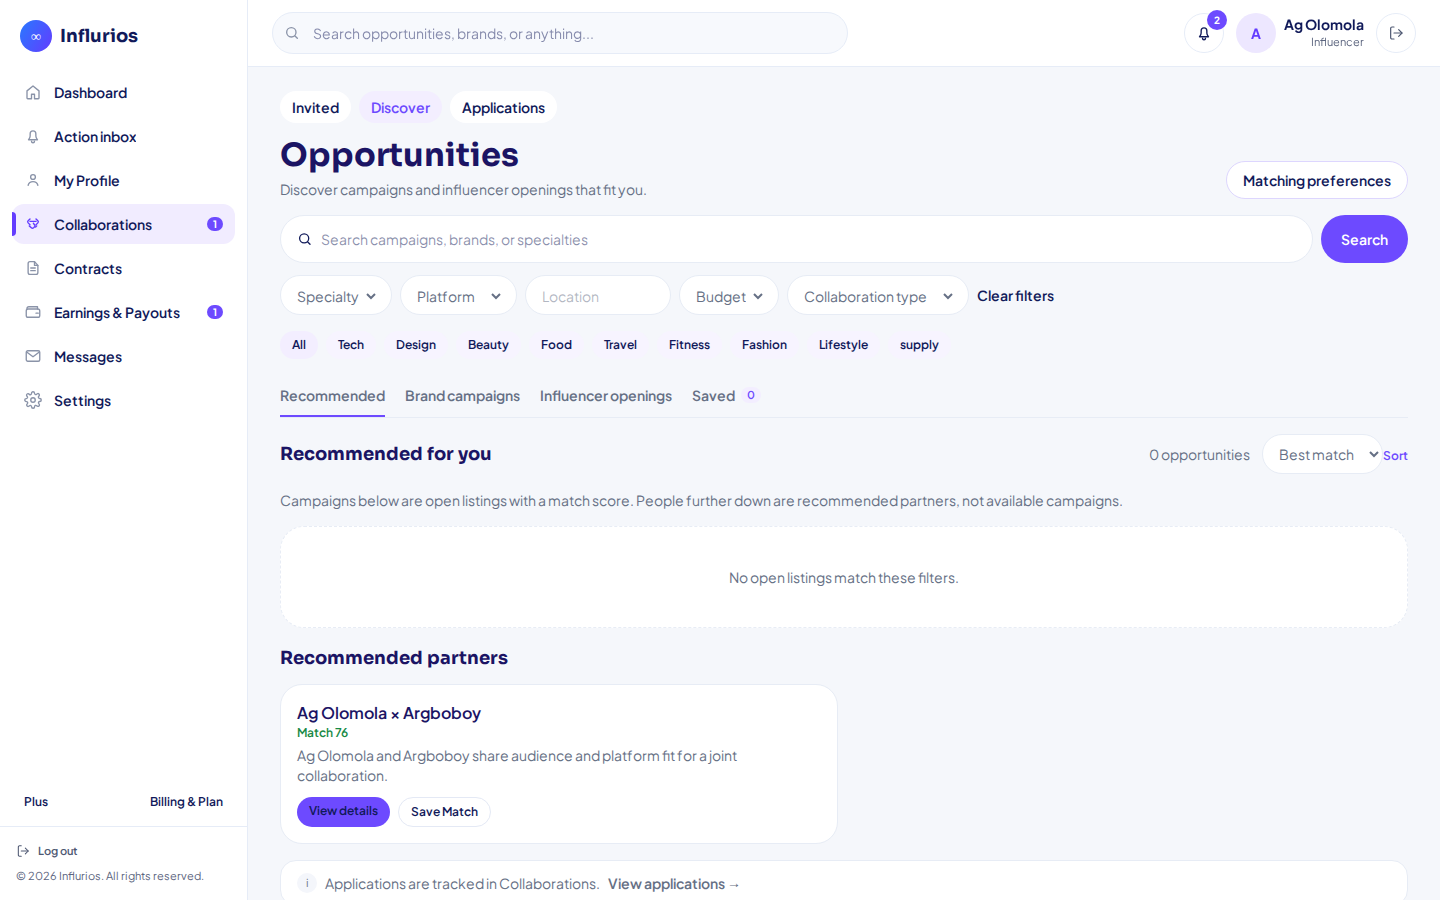 ∞ Influrios
Search opportunities, brands, or anything...
2
A
Ag Olomola
Influencer
Dashboard
Action inbox
My Profile
Collaborations 1
Contracts
Earnings & Payouts 1
Messages
Settings
Plus Billing & Plan
Log out
© 2026 Influrios. All rights reserved.
Invited Discover Applications
Opportunities
Discover campaigns and influencer openings that fit you.
Matching preferences
Search campaigns, brands, or specialties
Search
Specialty Platform Location Budget Collaboration type Clear filters
All Tech Design Beauty Food Travel Fitness Fashion Lifestyle supply
Recommended Brand campaigns Influencer openings Saved 0
Recommended for you
0 opportunities Best match Sort
Campaigns below are open listings with a match score. People further down are recommended partners, not available campaigns.
No open listings match these filters.
Recommended partners
Ag Olomola × Argboboy
Match 76
Ag Olomola and Argboboy share audience and platform fit for a joint
collaboration.
View details Save Match
i Applications are tracked in Collaborations. View applications →